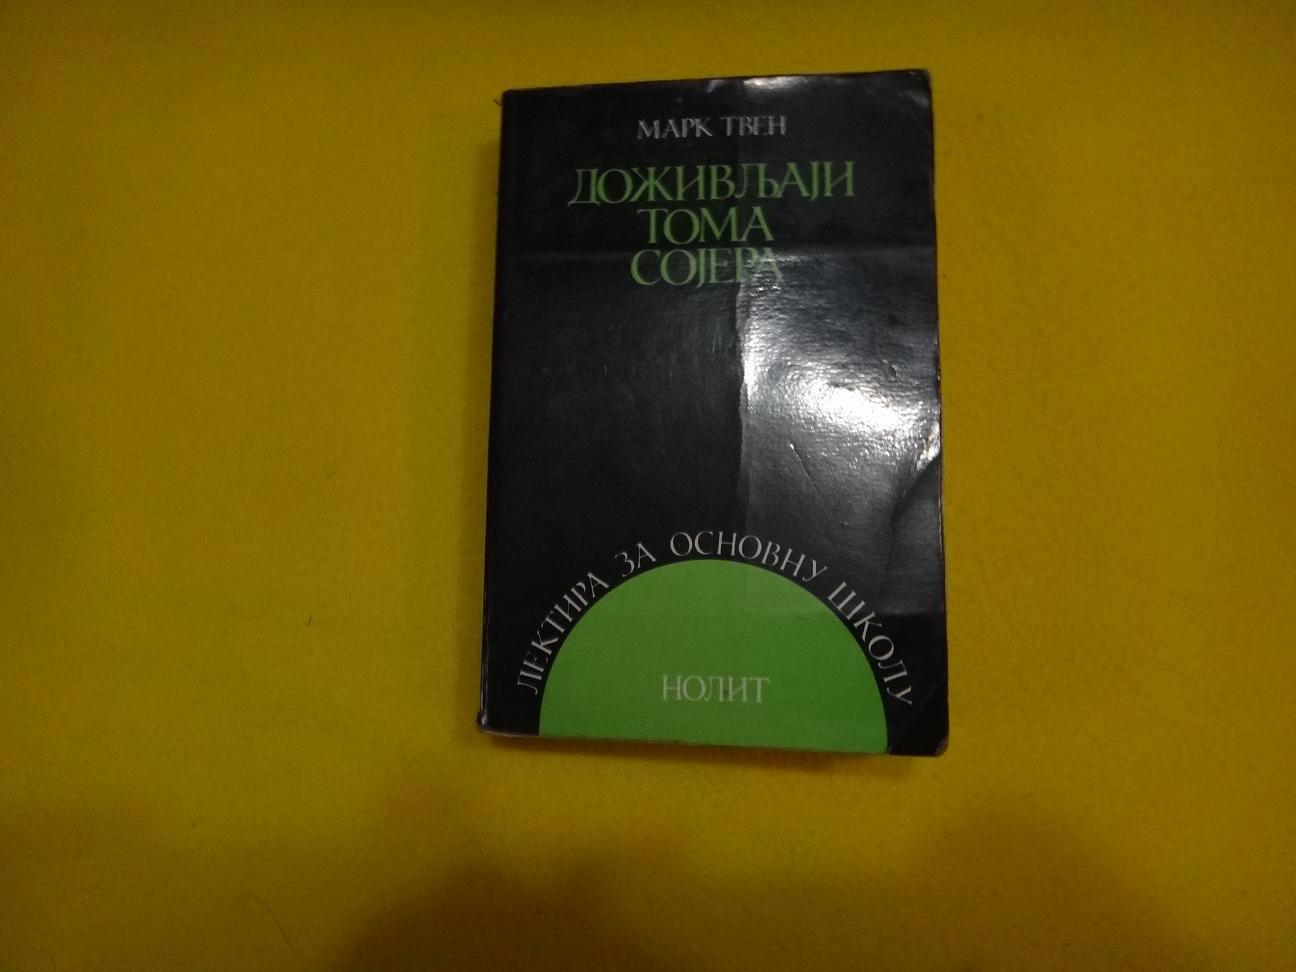 МАРК ТВЕН
ДОЖИВЉАЈИ
ТОМА
СОЈЕРА
ЛЕКТИРА ЗА ОСНОВНУ ШКОЛУ
НОЛИТ